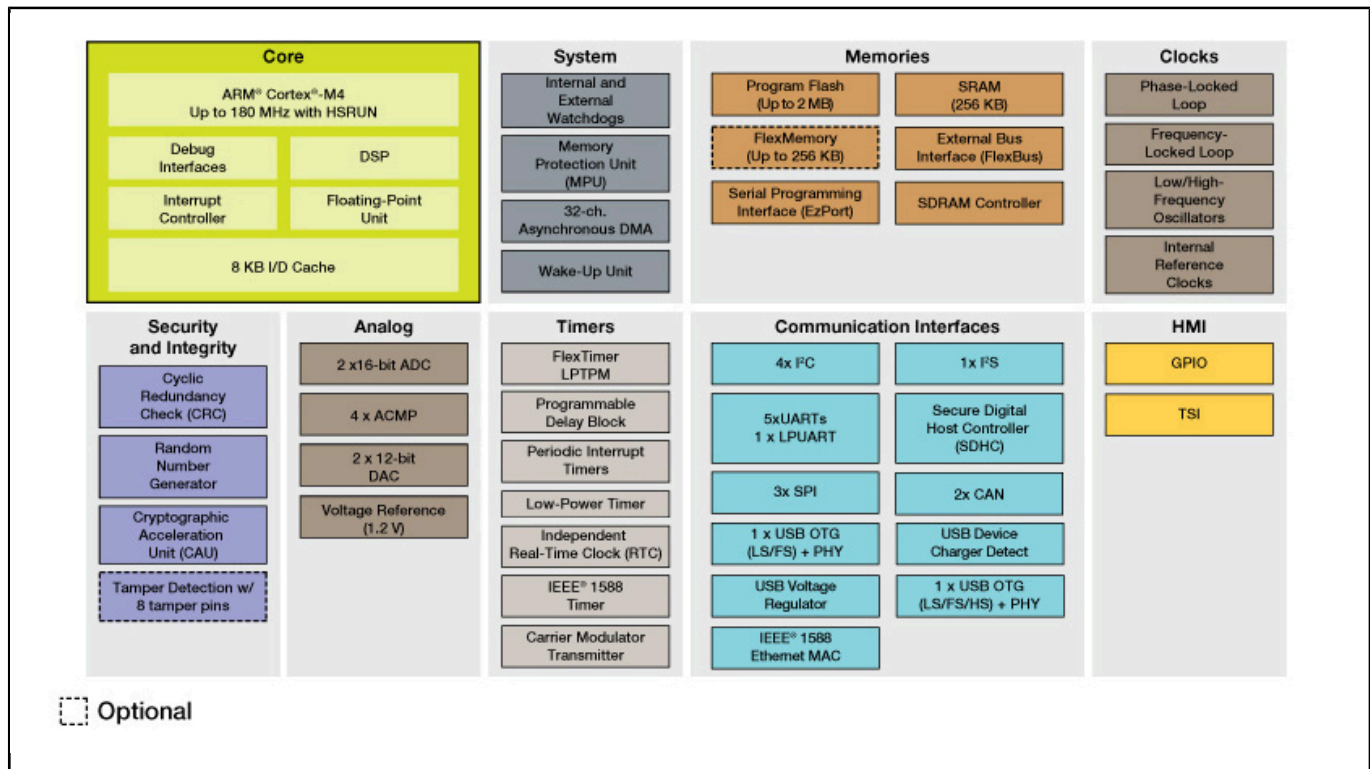 Core
ARM® Cortex®-M4
Up to 180 MHz with HSRUN
Debug
Interfaces
DSP
Interrupt
Controller
Floating-Point
Unit
8 KB I/D Cache
System
Internal and
External
Watchdogs
Memory
Protection Unit
(MPU)
32-ch.
Asynchronous DMA
Wake-Up Unit
Memories
Program Flash
(Up to 2 MB)
SRAM
(256 KB)
FlexMemory
(Up to 256 KB)
External Bus
Interface (FlexBus)
Serial Programming
Interface (EzPort)
SDRAM Controller
Clocks
Phase-Locked
Loop
Frequency-
Locked Loop
Low/High-
Frequency
Oscillators
Internal
Reference
Clocks
Security
and Integrity
Cyclic
Redundancy
Check (CRC)
Random
Number
Generator
Cryptographic
Acceleration
Unit (CAU)
Tamper Detection w/
8 tamper pins
Analog
2 x16-bit ADC
4 x ACMP
2 x 12-bit
DAC
Voltage Reference
(1.2 V)
Timers
FlexTimer
LPTPM
Programmable
Delay Block
Periodic Interrupt
Timers
Low-Power Timer
Independent
Real-Time Clock (RTC)
IEEE® 1588
Timer
Carrier Modulator
Transmitter
Communication Interfaces
4x I²C
1x I²S
5xUARTs
1 x LPUART
Secure Digital
Host Controller
(SDHC)
3x SPI
2x CAN
1 x USB OTG
(LS/FS) + PHY
USB Device
Charger Detect
USB Voltage
Regulator
1 x USB OTG
(LS/FS/HS) + PHY
IEEE® 1588
Ethernet MAC
HMI
GPIO
TSI
Optional